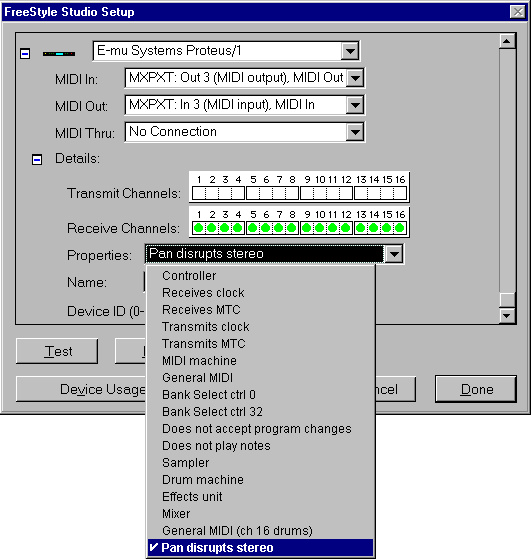 FreeStyle Studio Setup
E-mu Systems Proteus/1
MIDI In: MXPXT: Out 3 (MIDI output), MIDI Out
MIDI Out: MXPXT: In 3 (MIDI input), MIDI In
MIDI Thru: No Connection
Details:
1 2 3 4 5 6 7 8 9 10 11 12 13 14 15 16
Transmit Channels:
1 2 3 4 5 6 7 8 9 10 11 12 13 14 15 16
Receive Channels:
Properties: Pan disrupts stereo
Name:
Device ID (0-
Controller
Receives clock
Receives MTC
Transmits clock
Transmits MTC
MIDI machine
General MIDI
Bank Select ctrl 0
Bank Select ctrl 32
Does not accept program changes
Does not play notes
Sampler
Drum machine
Effects unit
Mixer
General MIDI (ch 16 drums)
✔ Pan disrupts stereo
Test
Device Usage
ncel
Done